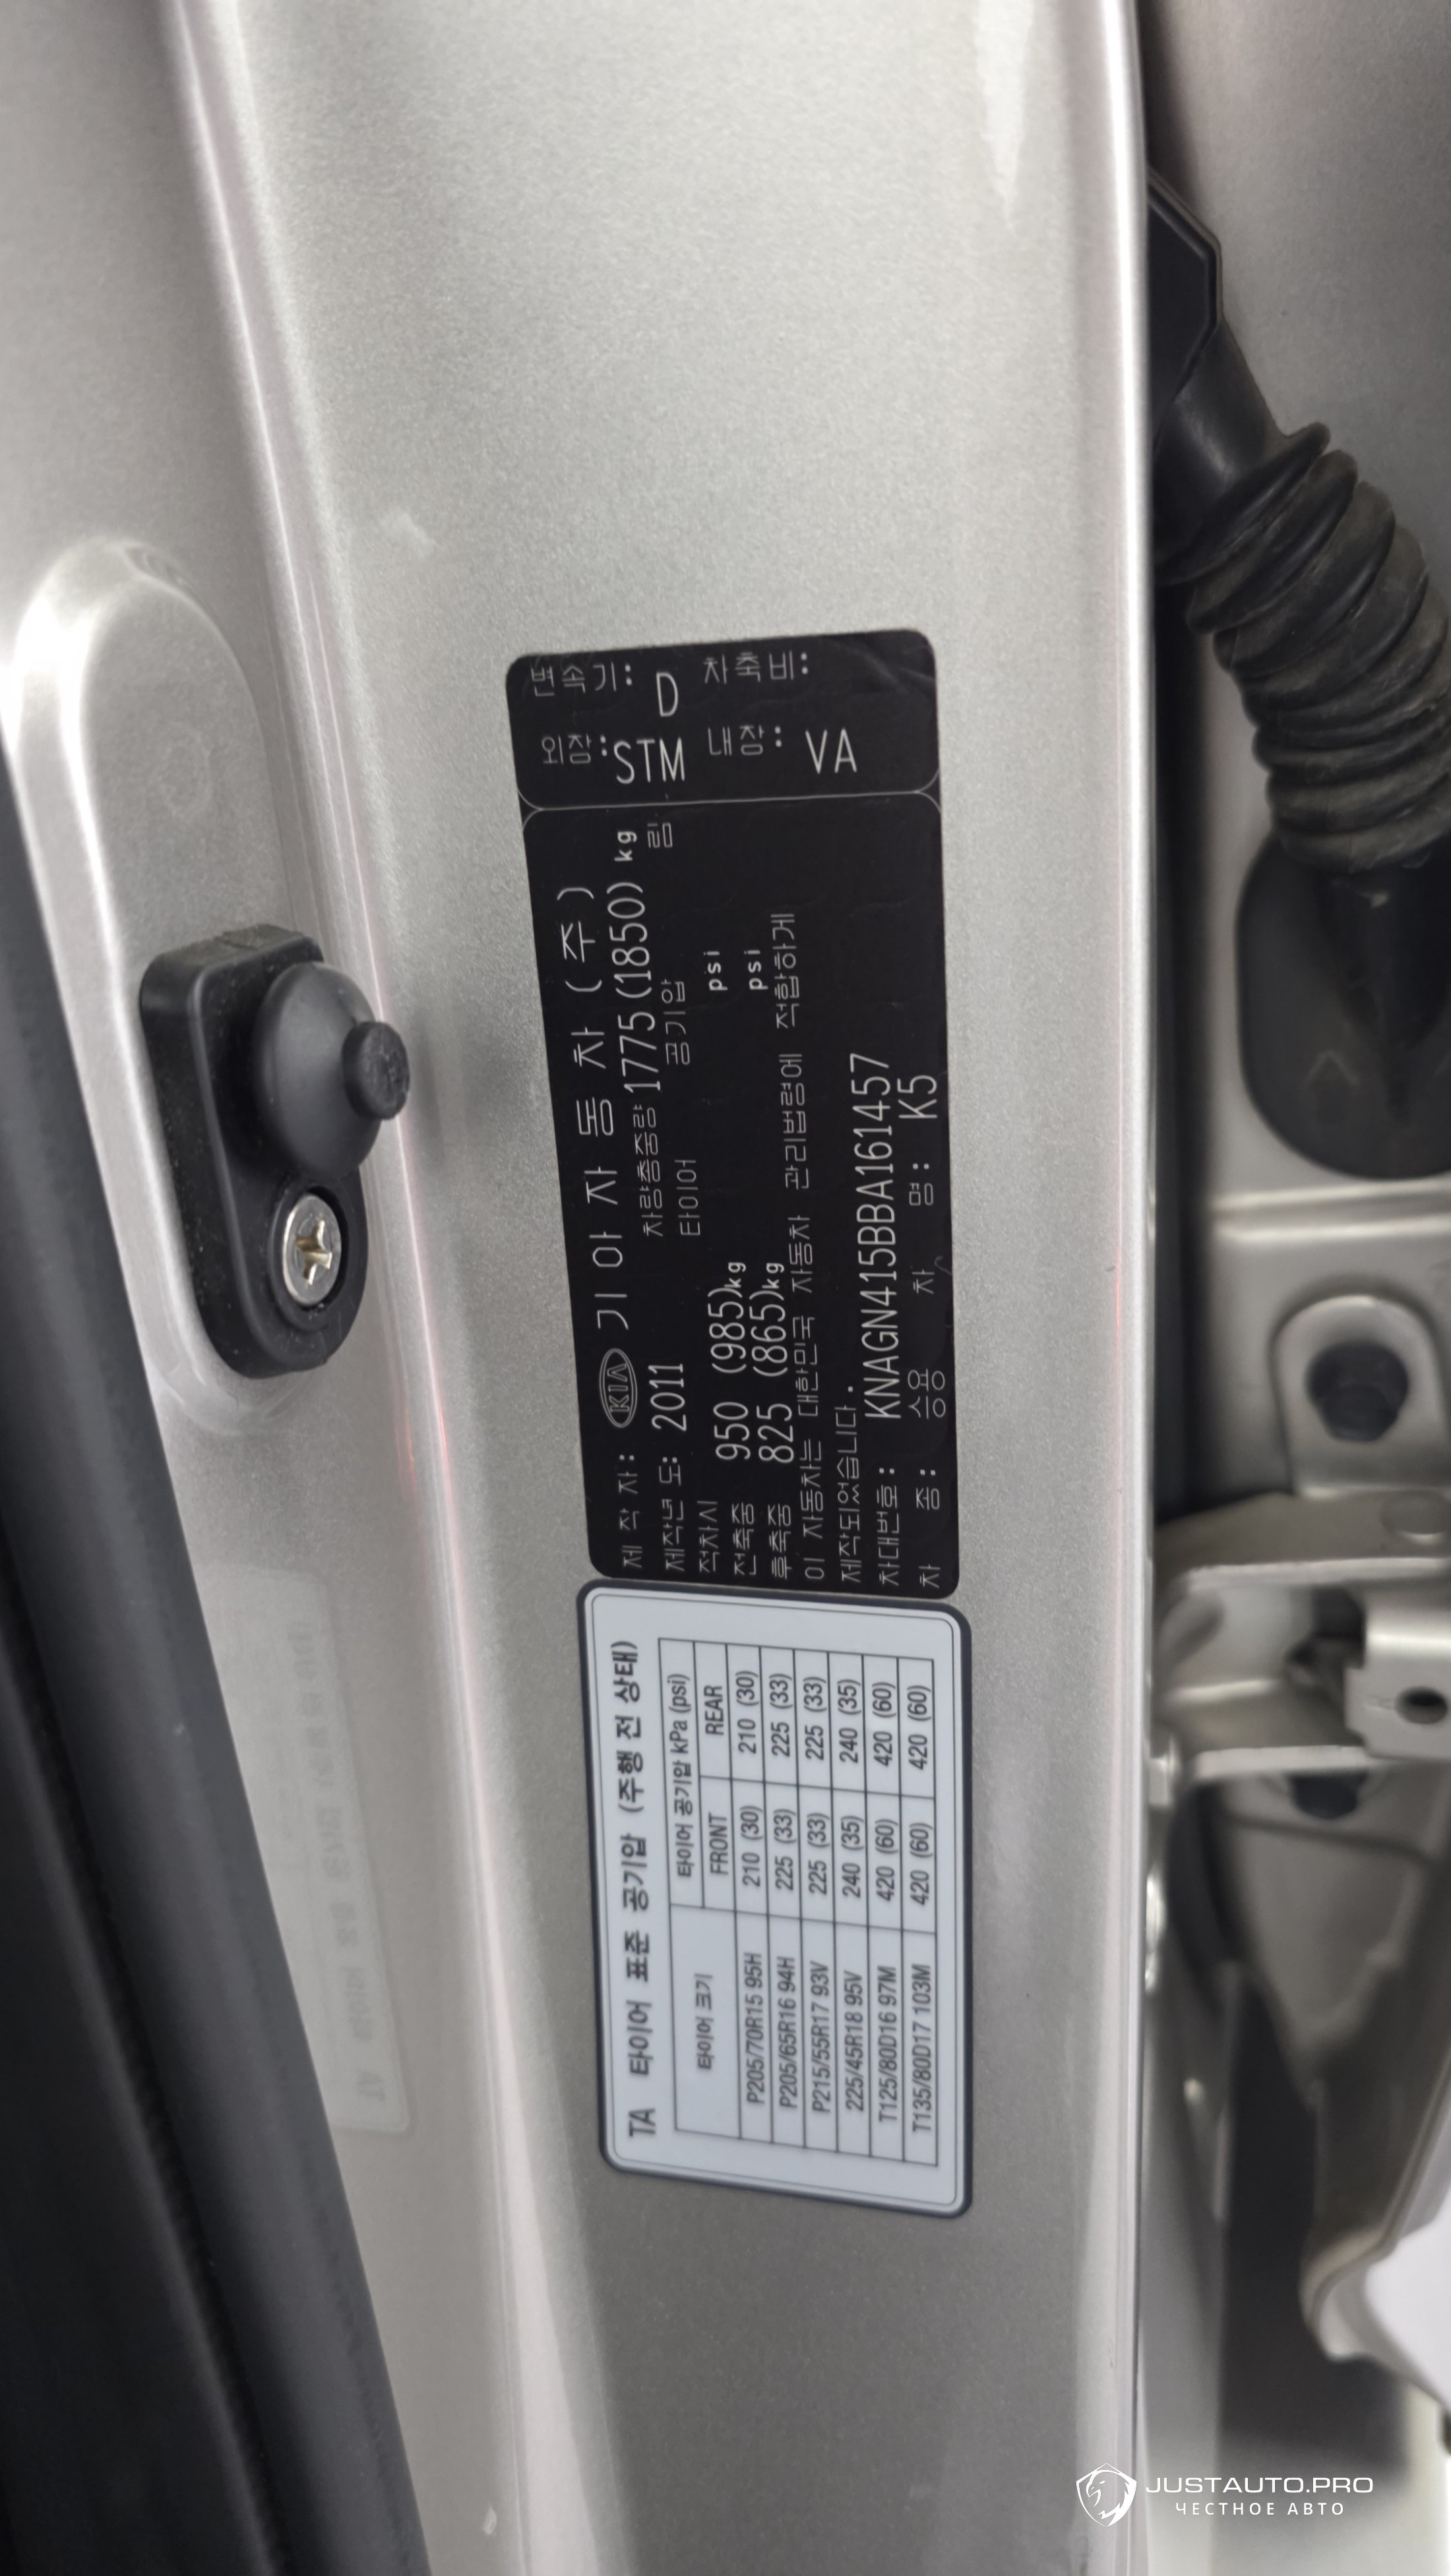 제 작 자: KIA 기 아 자 동 차 ( 주 )
제작년 도: 2011 차량총중량 1775(1850) kg
적차시 타이어 공기압 림
전축중 950 (985)kg psi
후축중 825 (865)kg psi
이 자동차는 대한민국 자동차 관리법령에 적합하게
제작되었습니다.
차대번호: KNAGN415BBA161457
차 종: 승용 차 명: K5
외장: STM 변속기: D
내장: VA 차축비:
TA 타이어 표준 공기압 (주행 전 상태)
타이어 크기 타이어 공기압 kPa (psi)
FRONT REAR
P205/70R15 95H 210 (30) 210 (30)
P205/65R16 94H 225 (33) 225 (33)
P215/55R17 93V 225 (33) 225 (33)
225/45R18 95V 240 (35) 240 (35)
T125/80D16 97M 420 (60) 420 (60)
T135/80D17 103M 420 (60) 420 (60)
JUSTAUTO.PRO
ЧЕСТНОЕ АВТО